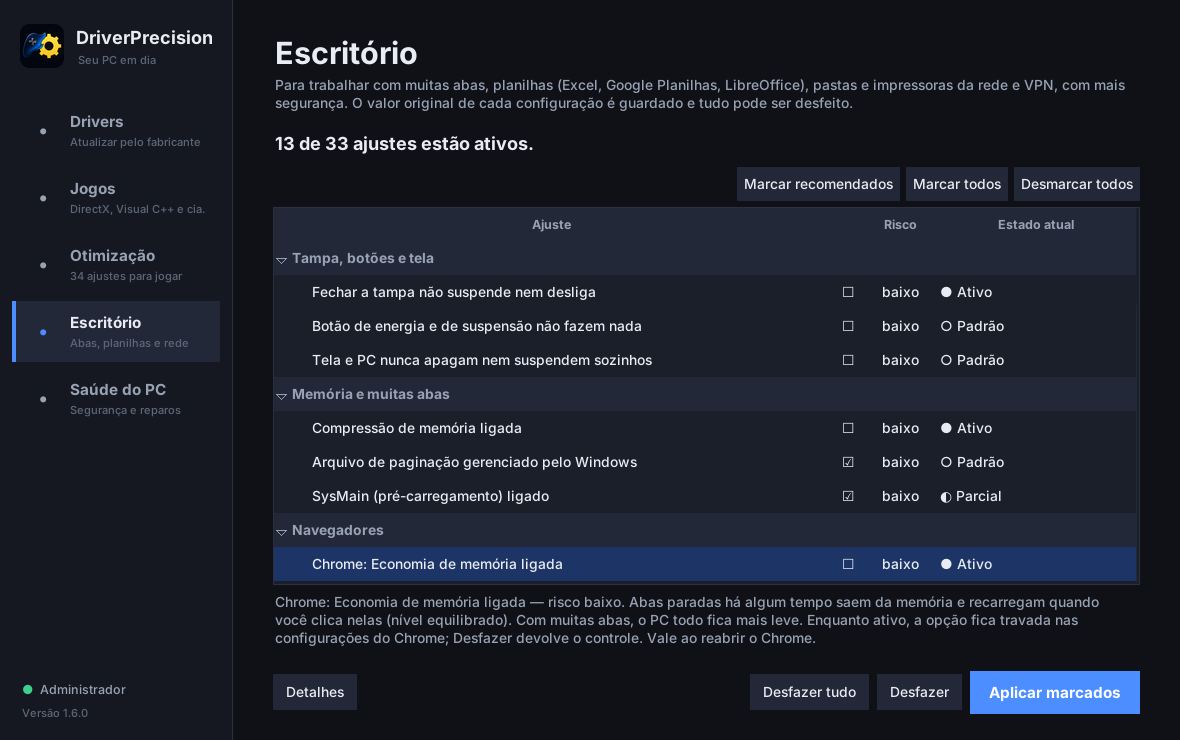 DriverPrecision
Seu PC em dia
Drivers
Atualizar pelo fabricante
Jogos
DirectX, Visual C++ e cia.
Otimização
34 ajustes para jogar
Escritório
Abas, planilhas e rede
Saúde do PC
Segurança e reparos
Administrador
Versão 1.6.0
Escritório
Para trabalhar com muitas abas, planilhas (Excel, Google Planilhas, LibreOffice), pastas e impressoras da rede e VPN, com mais
segurança. O valor original de cada configuração é guardado e tudo pode ser desfeito.
13 de 33 ajustes estão ativos.
Marcar recomendados Marcar todos Desmarcar todos
Ajuste Risco Estado atual
Tampa, botões e tela
Fechar a tampa não suspende nem desliga ☐ baixo ● Ativo
Botão de energia e de suspensão não fazem nada ☐ baixo ○ Padrão
Tela e PC nunca apagam nem suspendem sozinhos ☐ baixo ○ Padrão
Memória e muitas abas
Compressão de memória ligada ☐ baixo ● Ativo
Arquivo de paginação gerenciado pelo Windows ☑ baixo ○ Padrão
SysMain (pré-carregamento) ligado ☑ baixo ◐ Parcial
Navegadores
Chrome: Economia de memória ligada ☐ baixo ● Ativo
Chrome: Economia de memória ligada — risco baixo. Abas paradas há algum tempo saem da memória e recarregam quando
você clica nelas (nível equilibrado). Com muitas abas, o PC todo fica mais leve. Enquanto ativo, a opção fica travada nas
configurações do Chrome; Desfazer devolve o controle. Vale ao reabrir o Chrome.
Detalhes Desfazer tudo Desfazer Aplicar marcados